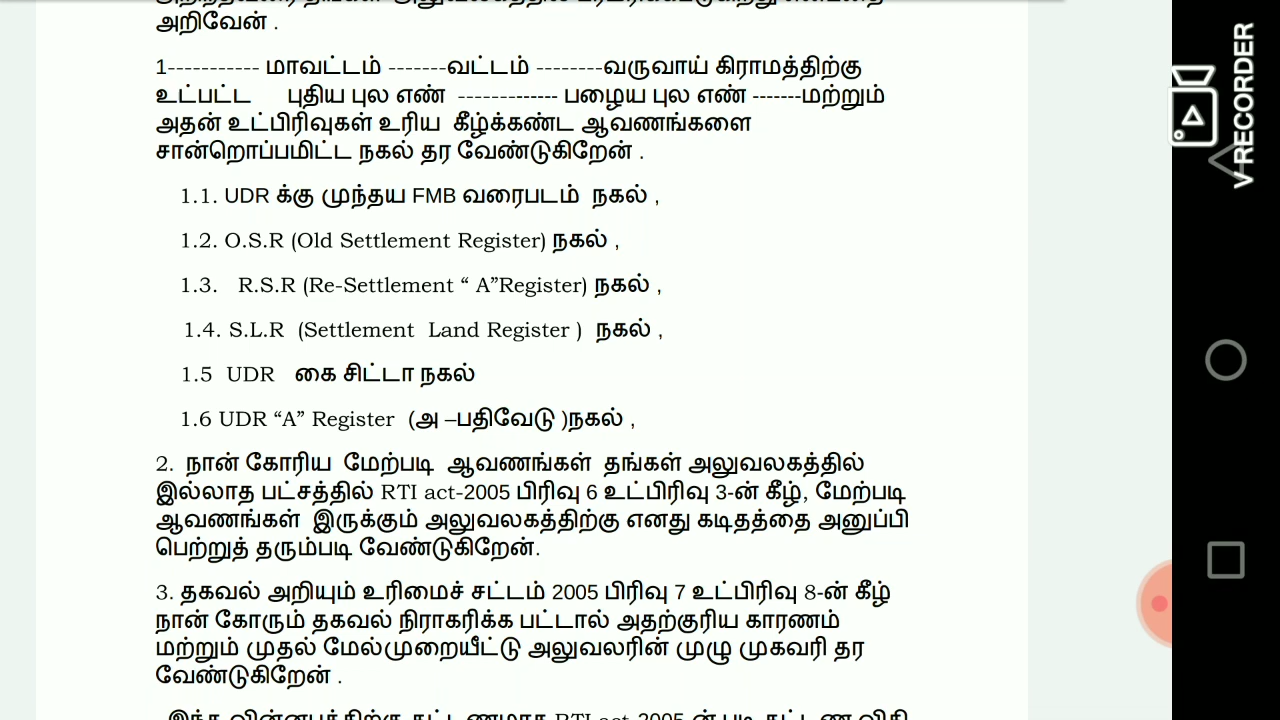 அறிவேன் .
1----------- மாவட்டம் -------வட்டம் --------வருவாய் கிராமத்திற்கு
உட்பட்ட புதிய புல எண் ------------- பழைய புல எண் -------மற்றும்
அதன் உட்பிரிவுகள் உரிய கீழ்க்கண்ட ஆவணங்களை
சான்றொப்பமிட்ட நகல் தர வேண்டுகிறேன் .
1.1. UDR க்கு முந்தய FMB வரைபடம் நகல் ,
1.2. O.S.R (Old Settlement Register) நகல் ,
1.3. R.S.R (Re-Settlement “ A”Register) நகல் ,
1.4. S.L.R (Settlement Land Register ) நகல் ,
1.5 UDR கை சிட்டா நகல்
1.6 UDR “A” Register (அ –பதிவேடு )நகல் ,
2. நான் கோரிய மேற்படி ஆவணங்கள் தங்கள் அலுவலகத்தில்
இல்லாத பட்சத்தில் RTI act-2005 பிரிவு 6 உட்பிரிவு 3-ன் கீழ், மேற்படி
ஆவணங்கள் இருக்கும் அலுவலகத்திற்கு எனது கடிதத்தை அனுப்பி
பெற்றுத் தரும்படி வேண்டுகிறேன்.
3. தகவல் அறியும் உரிமைச் சட்டம் 2005 பிரிவு 7 உட்பிரிவு 8-ன் கீழ்
நான் கோரும் தகவல் நிராகரிக்க பட்டால் அதற்குரிய காரணம்
மற்றும் முதல் மேல்முறையீட்டு அலுவலரின் முழு முகவரி தர
வேண்டுகிறேன் .
RTI act-2005
V RECORDER